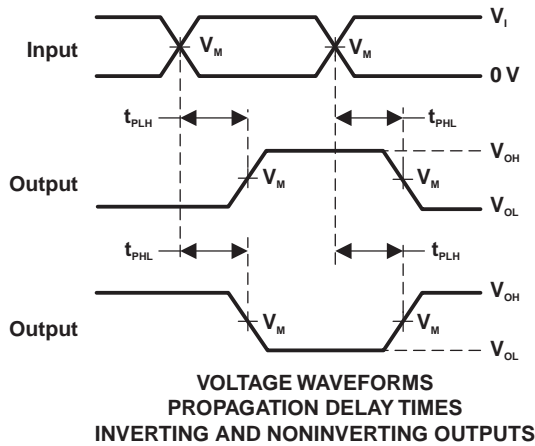 V_I
Input
V_M
V_M
0 V
t_PLH
t_PHL
V_OH
Output
V_M
V_M
V_OL
t_PHL
t_PLH
V_OH
Output
V_M
V_M
V_OL
VOLTAGE WAVEFORMS
PROPAGATION DELAY TIMES
INVERTING AND NONINVERTING OUTPUTS